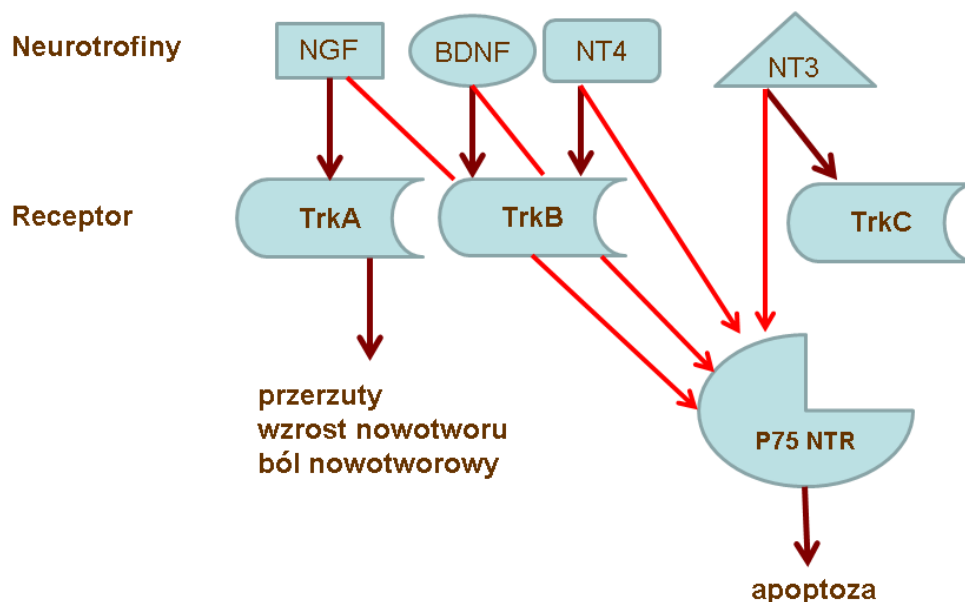 Neurotrofiny
NGF
BDNF
NT4
NT3
Receptor
TrkA
TrkB
TrkC
przerzuty
wzrost nowotworu
ból nowotworowy
P75 NTR
apoptoza